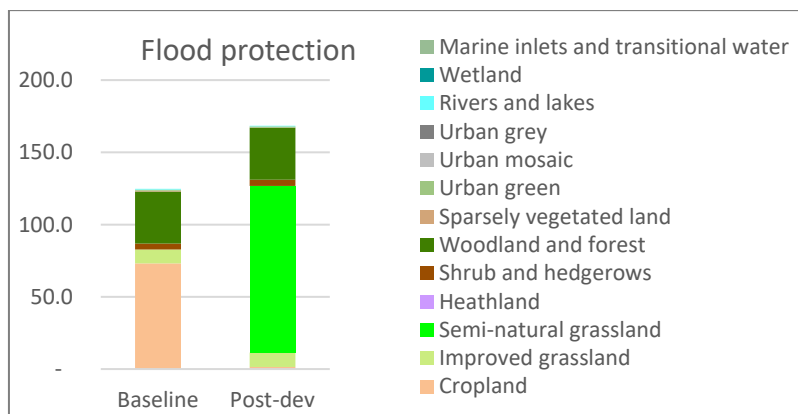 Flood protection
200.0
150.0
100.0
50.0
-
Baseline Post-dev
Marine inlets and transitional water
Wetland
Rivers and lakes
Urban grey
Urban mosaic
Urban green
Sparsely vegetated land
Woodland and forest
Shrub and hedgerows
Heathland
Semi-natural grassland
Improved grassland
Cropland